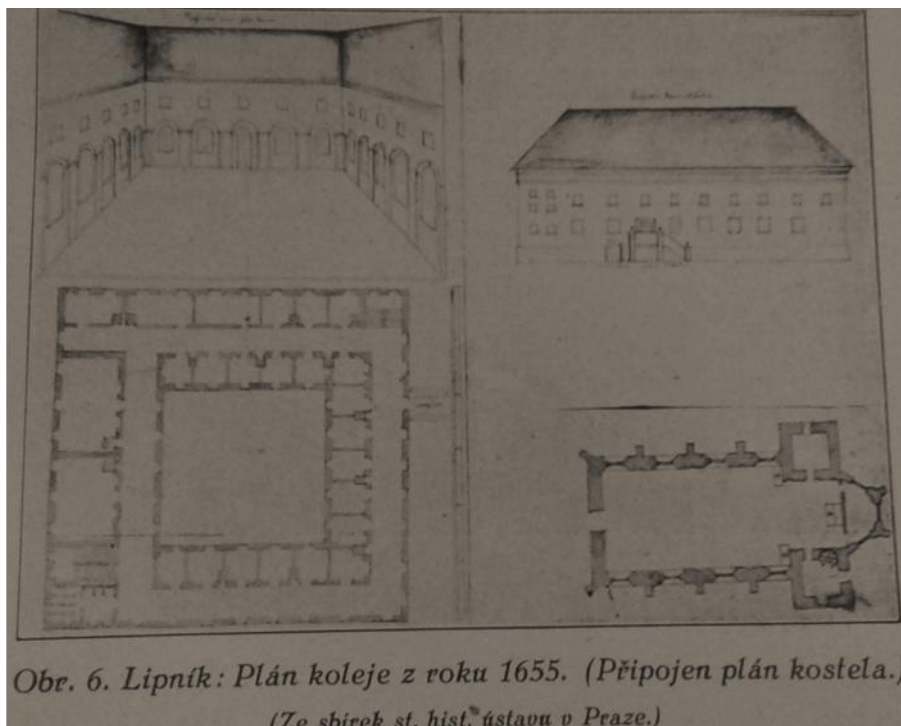 Obr. 6. Lipník: Plán koleje z roku 1655. (Připojen plán kostela.)
(Ze sbírek st. hist. ústavu v Praze.)